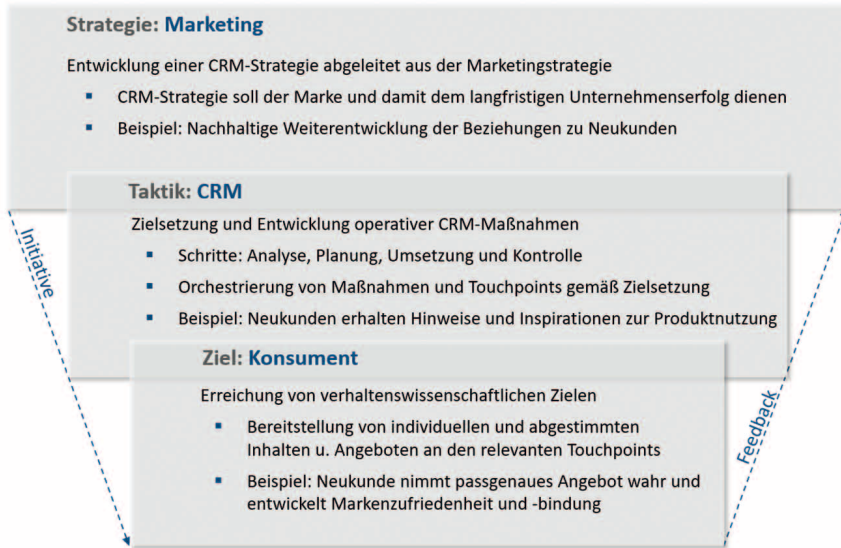 Strategie: Marketing
Entwicklung einer CRM-Strategie abgeleitet aus der Marketingstrategie
▪ CRM-Strategie soll der Marke und damit dem langfristigen Unternehmenserfolg dienen
▪ Beispiel: Nachhaltige Weiterentwicklung der Beziehungen zu Neukunden
Taktik: CRM
Zielsetzung und Entwicklung operativer CRM-Maßnahmen
▪ Schritte: Analyse, Planung, Umsetzung und Kontrolle
▪ Orchestrierung von Maßnahmen und Touchpoints gemäß Zielsetzung
▪ Beispiel: Neukunden erhalten Hinweise und Inspirationen zur Produktnutzung
Ziel: Konsument
Erreichung von verhaltenswissenschaftlichen Zielen
▪ Bereitstellung von individuellen und abgestimmten
Inhalten u. Angeboten an den relevanten Touchpoints
▪ Beispiel: Neukunde nimmt passgenaues Angebot wahr und
entwickelt Markenzufriedenheit und -bindung
Initiative
Feedback